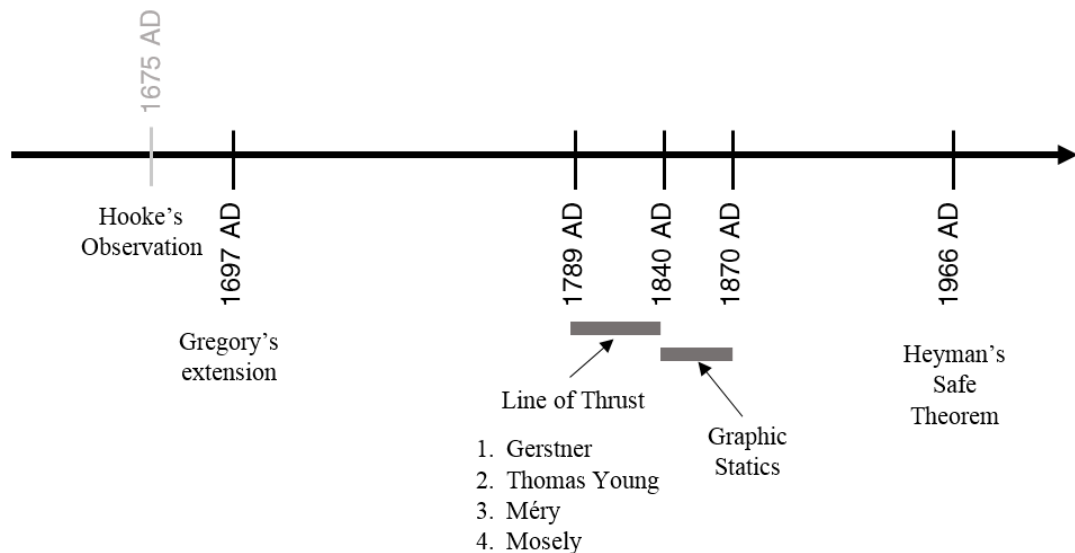 1675 AD
Hooke’s
Observation
1697 AD
Gregory’s
extension
1789 AD
1840 AD
1870 AD
1966 AD
Line of Thrust
1. Gerstner
2. Thomas Young
3. Méry
4. Mosely
Graphic
Statics
Heyman’s
Safe
Theorem